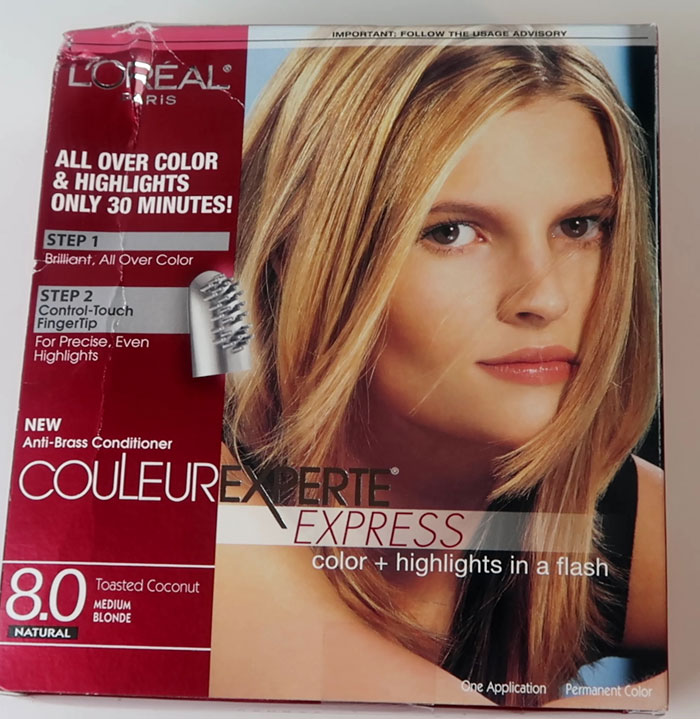 IMPORTANT: FOLLOW THE USAGE ADVISORY
L'ORÉAL®
PARIS
ALL OVER COLOR
& HIGHLIGHTS
ONLY 30 MINUTES!
STEP 1
Brilliant, All Over Color
STEP 2
Control-Touch
FingerTip
For Precise, Even
Highlights
NEW
Anti-Brass Conditioner
COULEUREXPERTE®
EXPRESS
color + highlights in a flash
8.0 Toasted Coconut
MEDIUM
BLONDE
NATURAL
One Application Permanent Color